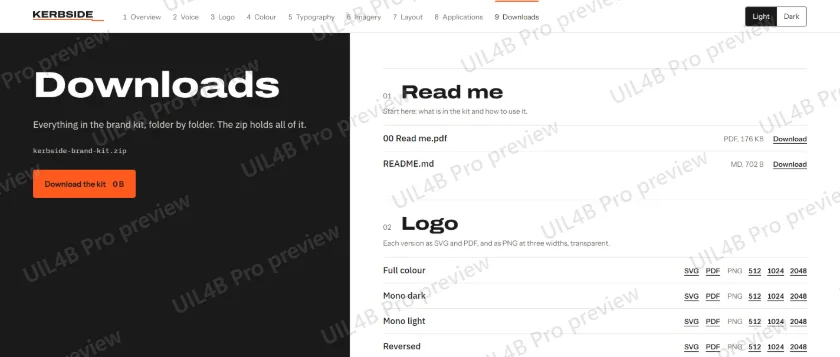 KERBSIDE
1 Overview 2 Voice 3 Logo 4 Colour 5 Typography 6 Imagery 7 Layout 8 Applications 9 Downloads
Light Dark
Downloads
Everything in the brand kit, folder by folder. The zip holds all of it.
kerbside-brand-kit.zip
Download the kit 0 B
01 Read me
Start here: what is in the kit and how to use it.
00 Read me.pdf PDF, 176 KB Download
README.md MD, 702 B Download
02 Logo
Each version as SVG and PDF, and as PNG at three widths, transparent.
Full colour SVG PDF PNG 512 1024 2048
Mono dark SVG PDF PNG 512 1024 2048
Mono light SVG PDF PNG 512 1024 2048
Reversed SVG PDF PNG 512 1024 2048
UIL4B Pro preview